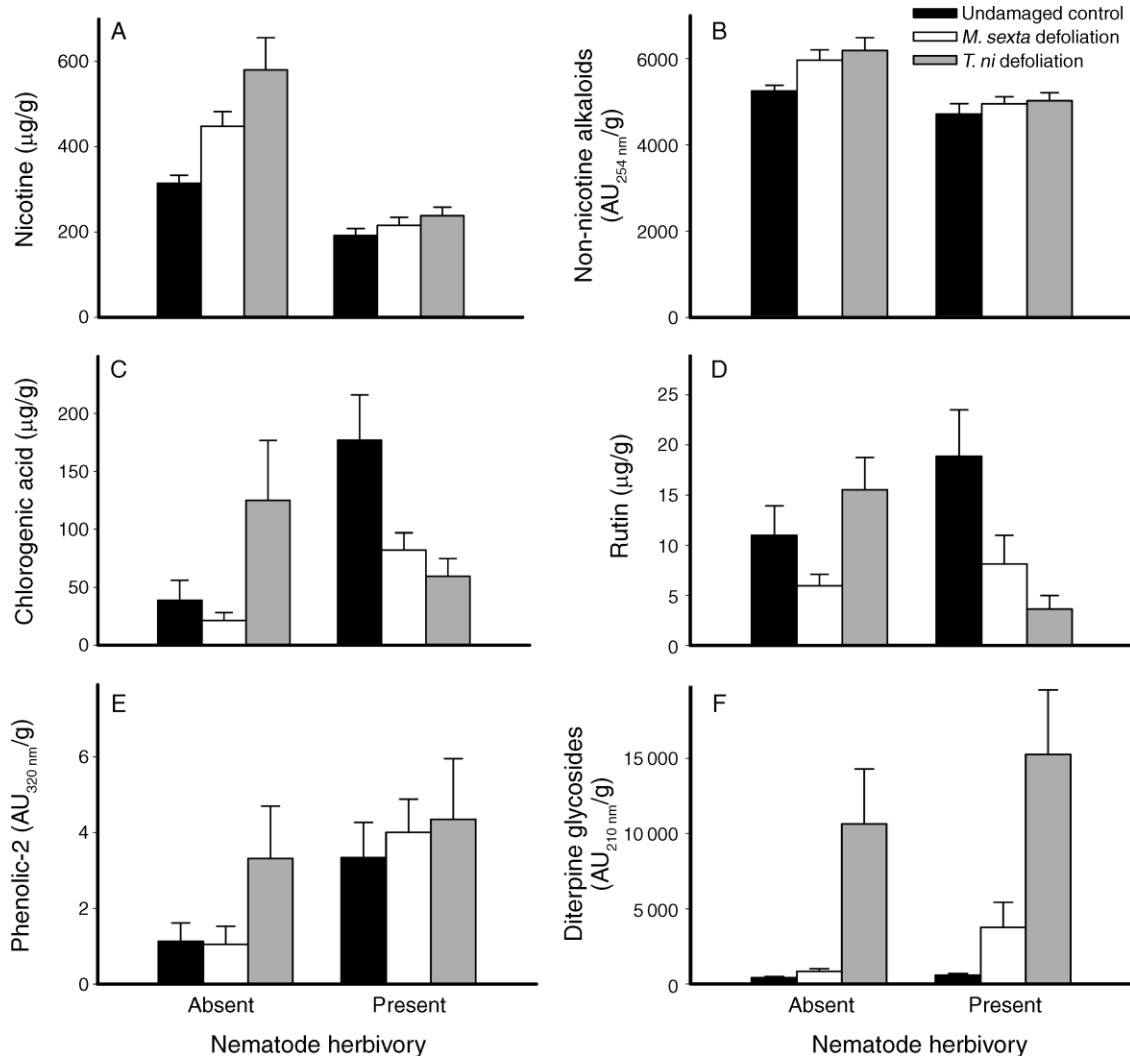 A
Nicotine (µg/g)
600
400
200
0
B
Undamaged control
M. sexta defoliation
T. ni defoliation
Non-nicotine alkaloids
(AU254 nm/g)
6000
4000
2000
0
C
Chlorogenic acid (µg/g)
200
150
100
50
0
D
Rutin (µg/g)
25
20
15
10
5
0
E
Phenolic-2 (AU320 nm/g)
6
4
2
0
Absent
Present
Nematode herbivory
F
Diterpine glycosides
(AU210 nm/g)
15 000
10 000
5 000
0
Absent
Present
Nematode herbivory